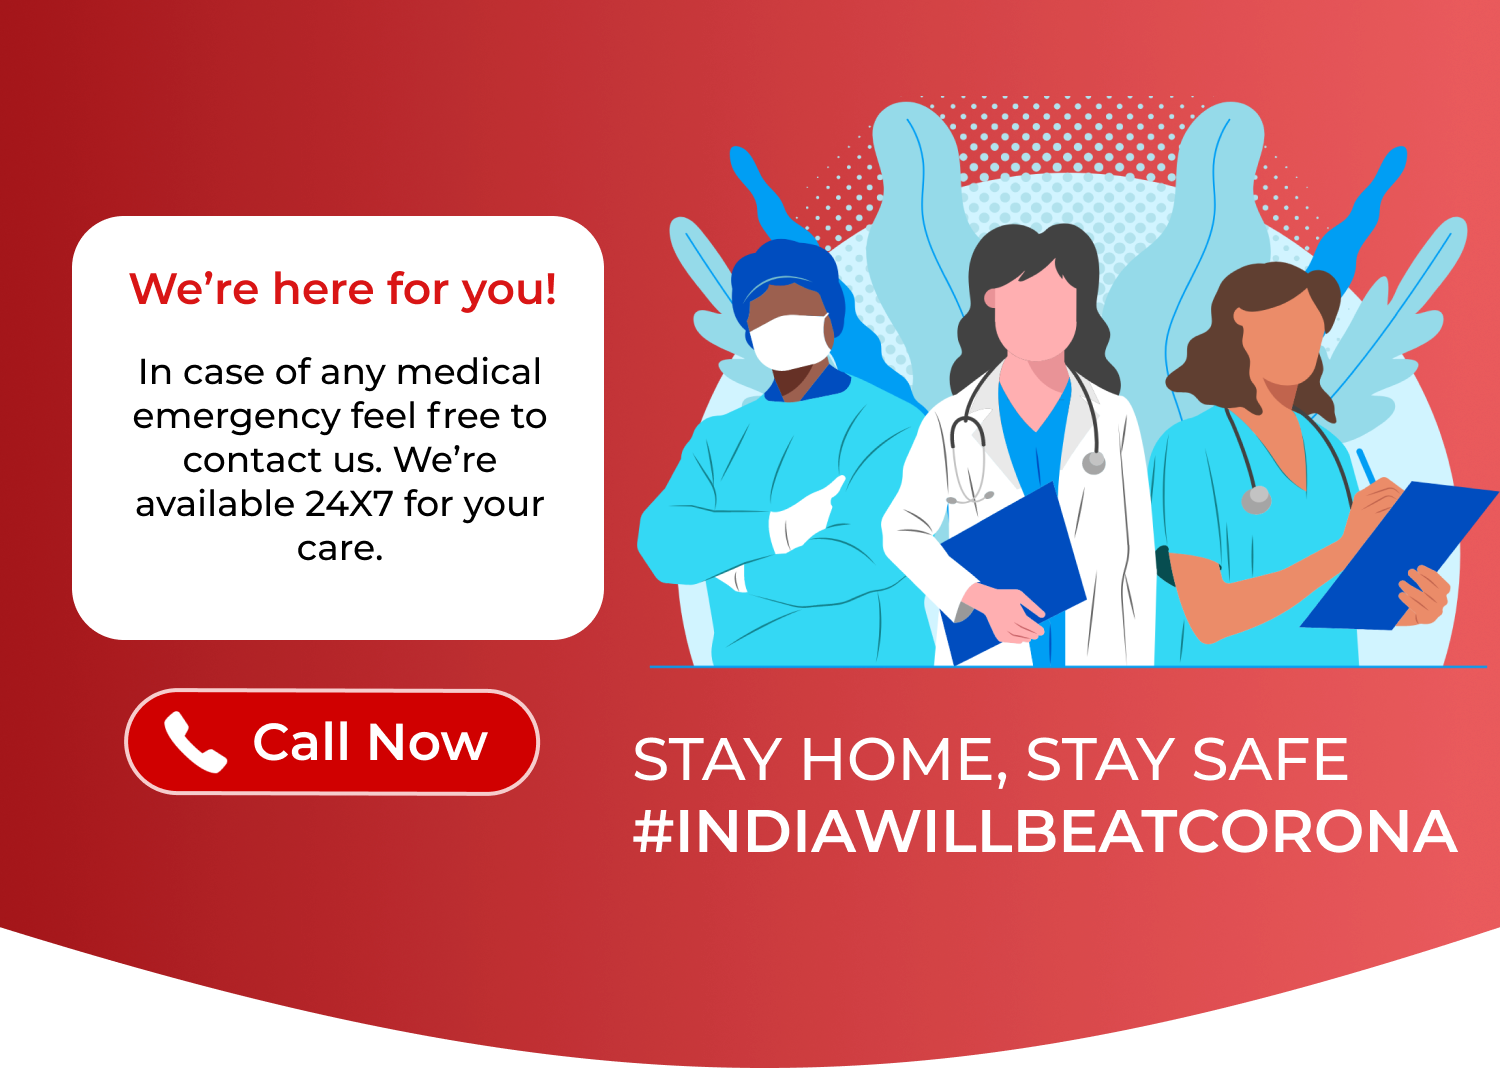 We’re here for you!
In case of any medical
emergency feel free to
contact us. We’re
available 24X7 for your
care.
Call Now
STAY HOME, STAY SAFE
#INDIAWILLBEATCORONA